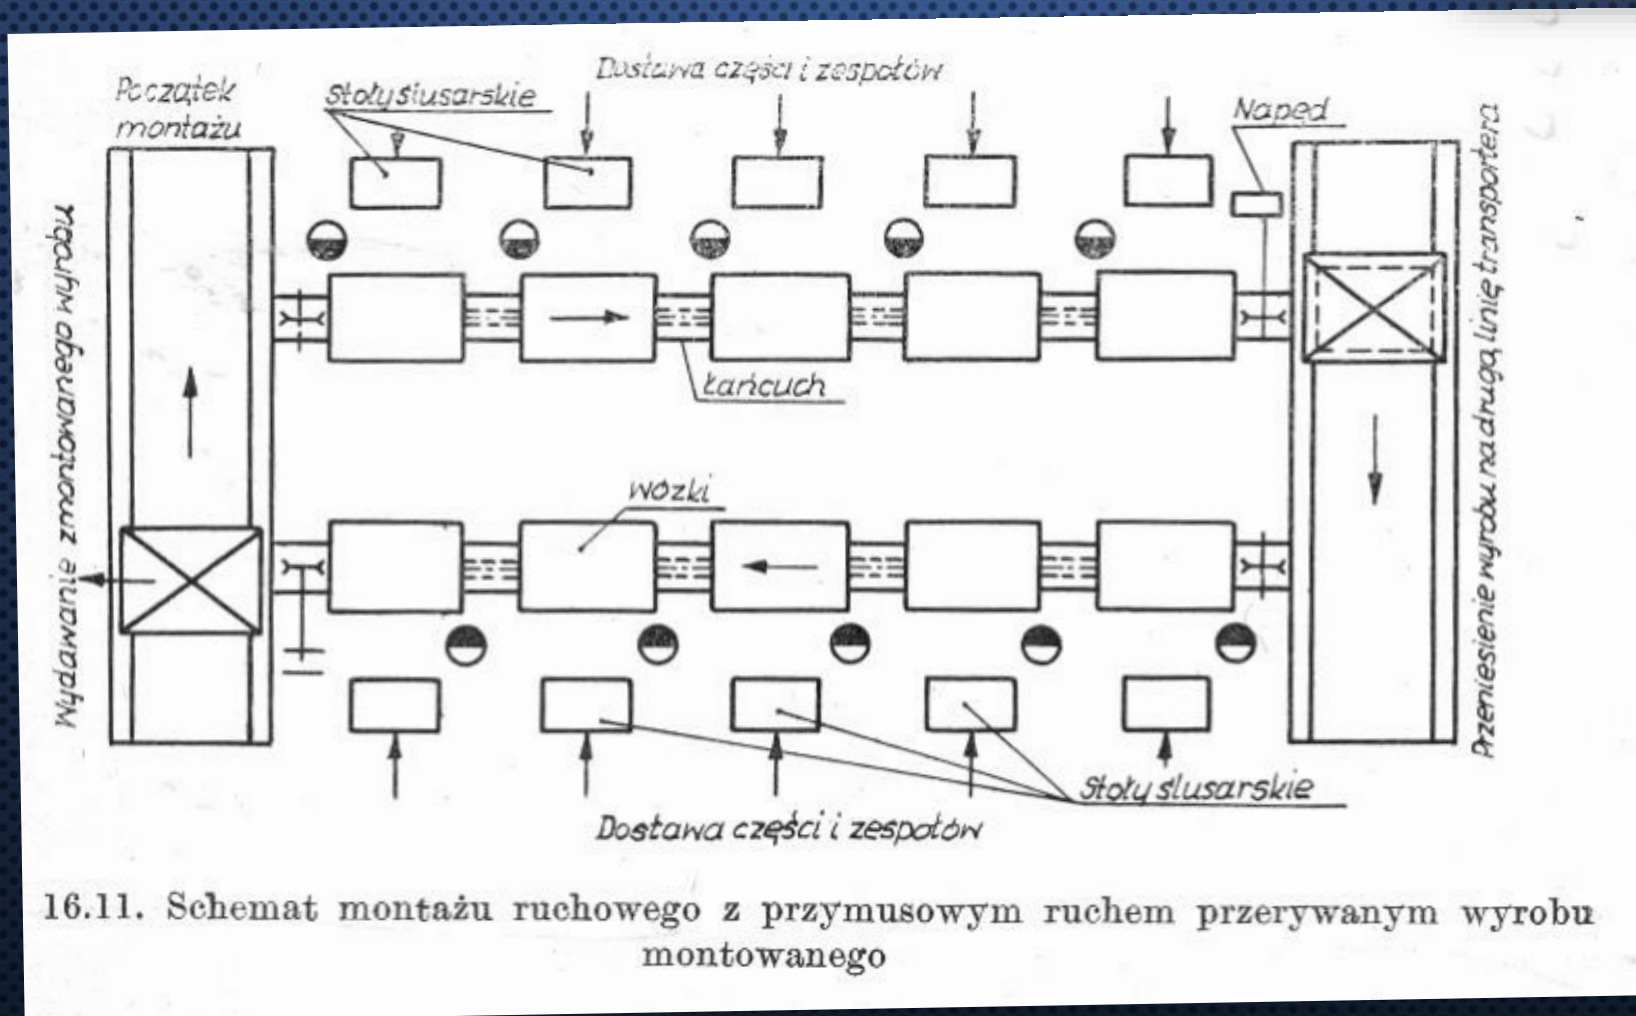 Dostawa części i zespołów
Początek
montażu
Stoły ślusarskie
Napęd
Wydawanie zmontowanego wyrobu
Przeniesienie wyrobu na drugą linię transportera
Łańcuch
wózki
Stoły ślusarskie
Dostawa części i zespołów
16.11. Schemat montażu ruchowego z przymusowym ruchem przerywanym wyrobu
montowanego